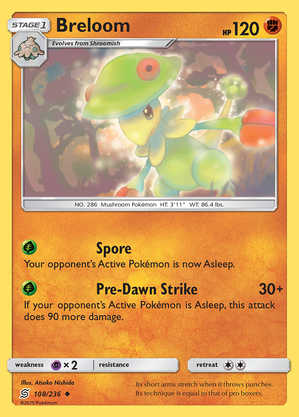 STAGE 1 Breloom HP 120
Evolves from Shroomish
NO. 286 Mushroom Pokémon HT: 3'11" WT: 86.4 lbs.
Spore
Your opponent's Active Pokémon is now Asleep.
Pre-Dawn Strike 30+
If your opponent's Active Pokémon is Asleep, this attack
does 90 more damage.
weakness ×2 resistance retreat
Illus. Atsuko Nishida
108/236
©2019 Pokémon
Its short arms stretch when it throws punches.
Its technique is equal to that of pro boxers.